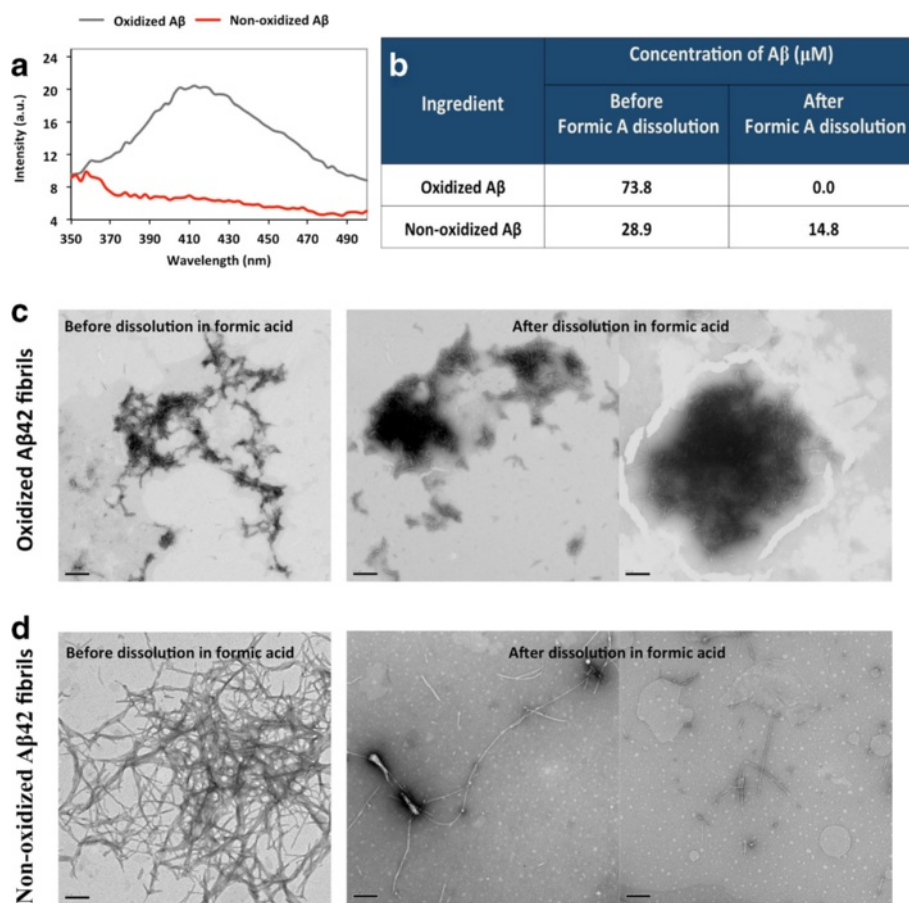 Oxidized Aβ Non-oxidized Aβ
a
24
20
16
12
8
4
Intensity (a.u.)
350 370 390 410 430 450 470 490
Wavelength (nm)
b
Ingredient
Concentration of Aβ (µM)
Before
Formic A dissolution
After
Formic A dissolution
Oxidized Aβ 73.8 0.0
Non-oxidized Aβ 28.9 14.8
c
Oxidized Aβ42 fibrils
Before dissolution in formic acid
After dissolution in formic acid
d
Non-oxidized Aβ42 fibrils
Before dissolution in formic acid
After dissolution in formic acid